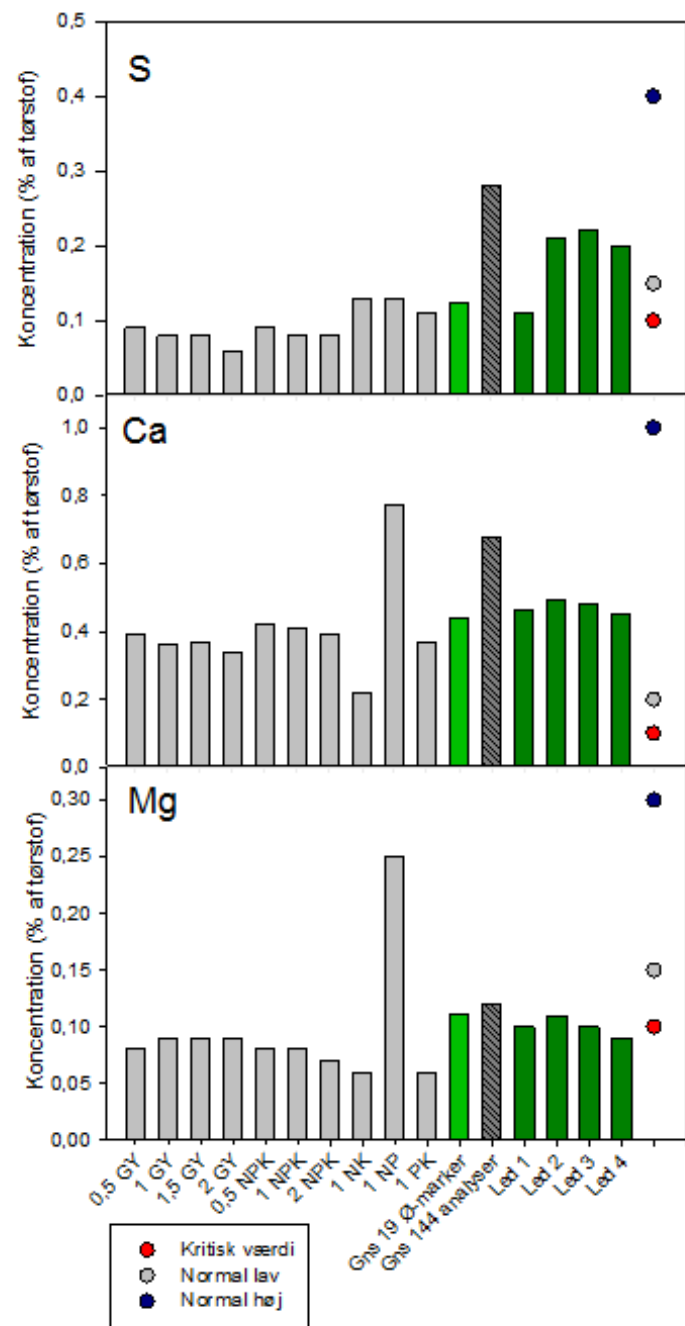 S
Koncentration (% af tørstof)
0,5
0,4
0,3
0,2
0,1
0,0
Ca
Koncentration (% af tørstof)
1,0
0,8
0,6
0,4
0,2
0,0
Mg
Koncentration (% af tørstof)
0,30
0,25
0,20
0,15
0,10
0,05
0,00
0,5 GY
1 GY
1,5 GY
2 GY
0,5 NPK
1 NPK
2 NPK
1 NK
1 NP
1 PK
Gns 19 Ø-marker
Gns 144 analyser
Led 1
Led 2
Led 3
Led 4
Kritisk værdi
Normal lav
Normal høj